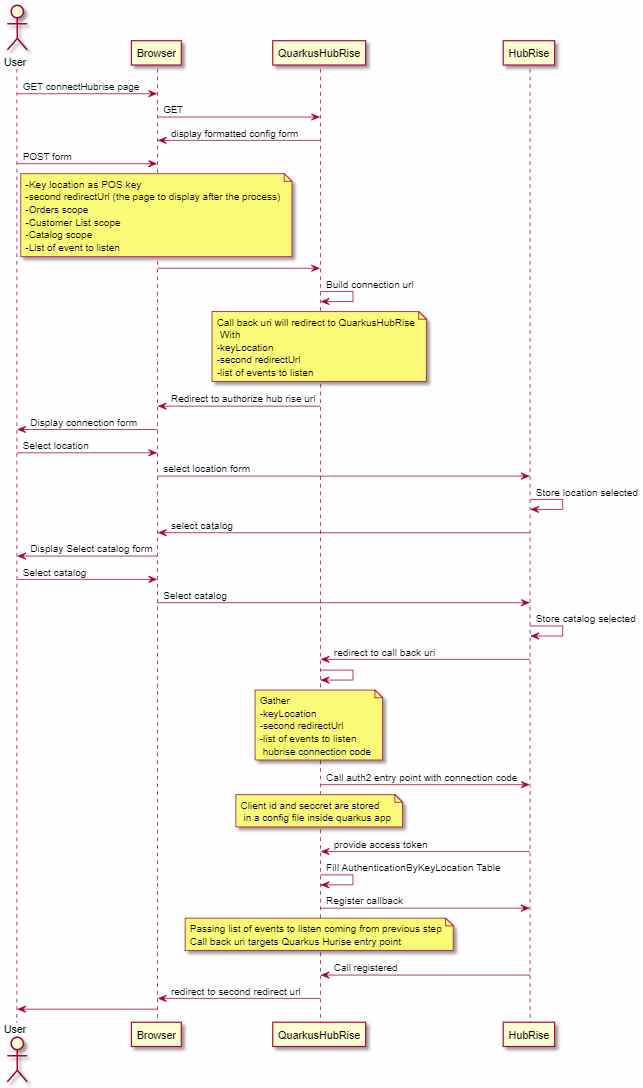 User
Browser
QuarkusHubRise
HubRise
GET connectHubrise page
GET
display formatted config form
POST form
-Key location as POS key
-second redirectUrl (the page to display after the process)
-Orders scope
-Customer List scope
-Catalog scope
-List of event to listen
Build connection url
Call back uri will redirect to QuarkusHubRise
With
-keyLocation
-second redirectUrl
-list of events to listen
Redirect to authorize hub rise url
Display connection form
Select location
select location form
Store location selected
select catalog
Display Select catalog form
Select catalog
Select catalog
Store catalog selected
redirect to call back uri
Gather
-keyLocation
-second redirectUrl
-list of events to listen
hubrise connection code
Call auth2 entry point with connection code
Client id and seccret are stored
in a config file inside quarkus app
provide access token
Fill AuthenticationByKeyLocation Table
Register callback
Passing list of events to listen coming from previous step
Call back uri targets Quarkus Hurise entry point
Call registered
redirect to second redirect url
User
Browser
QuarkusHubRise
HubRise